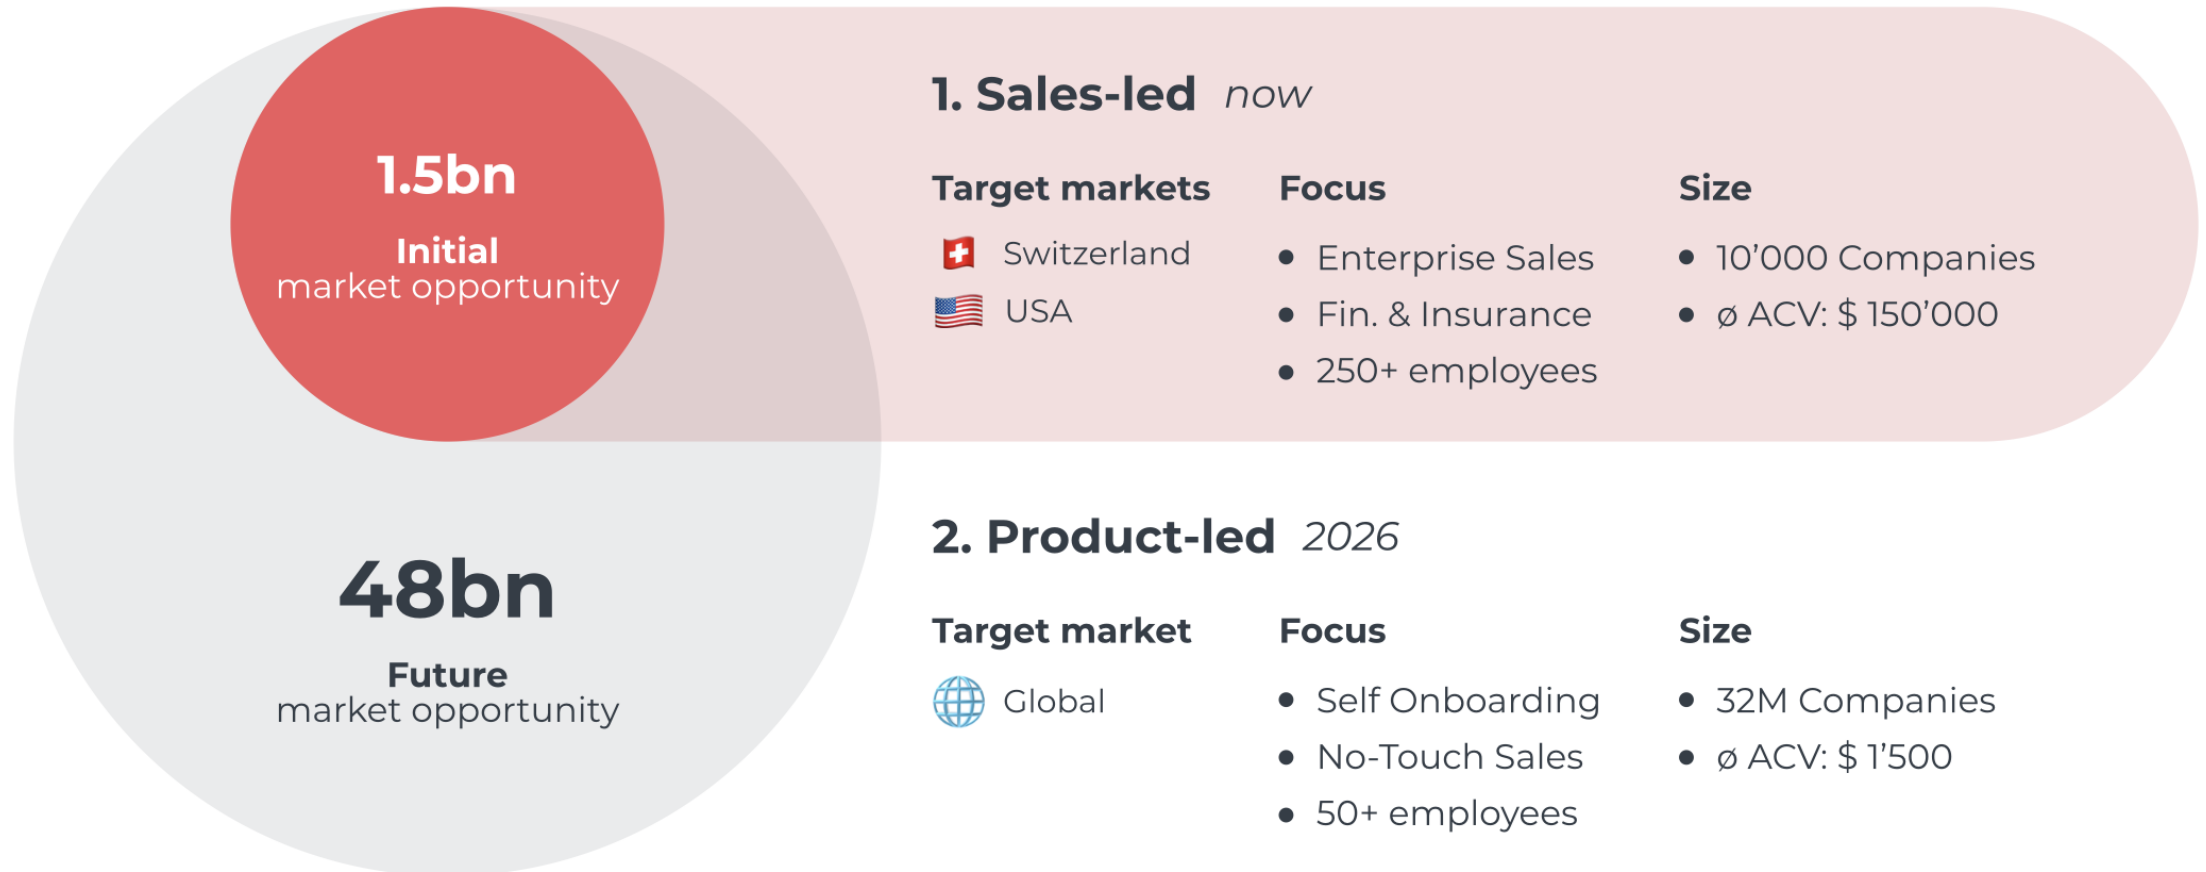 1.5bn
Initial
market opportunity
48bn
Future
market opportunity
1. Sales-led now
Target markets
Switzerland
USA
Focus
• Enterprise Sales
• Fin. & Insurance
• 250+ employees
Size
• 10’000 Companies
• ø ACV: $ 150’000
2. Product-led 2026
Target market
Global
Focus
• Self Onboarding
• No-Touch Sales
• 50+ employees
Size
• 32M Companies
• ø ACV: $ 1’500